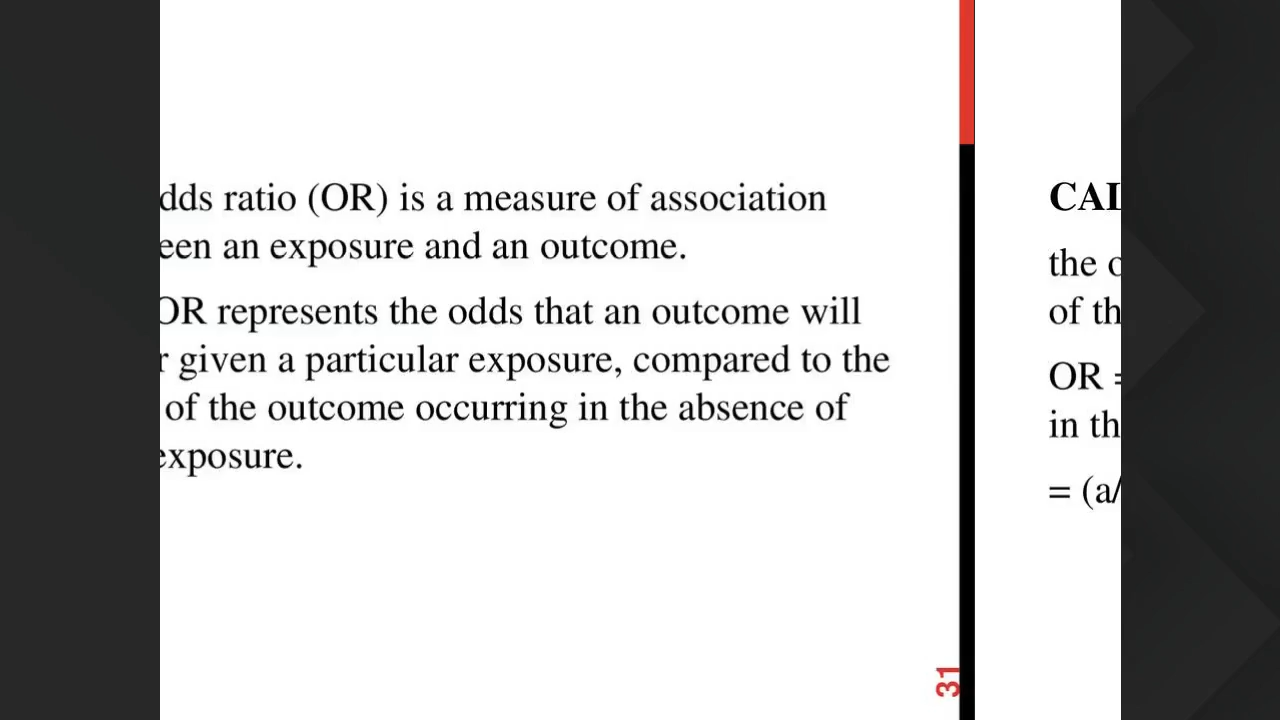 dds ratio (OR) is a measure of association
een an exposure and an outcome.
OR represents the odds that an outcome will
r given a particular exposure, compared to the
of the outcome occurring in the absence of
exposure.
31
CAL
the o
of th
OR =
in th
= (a/